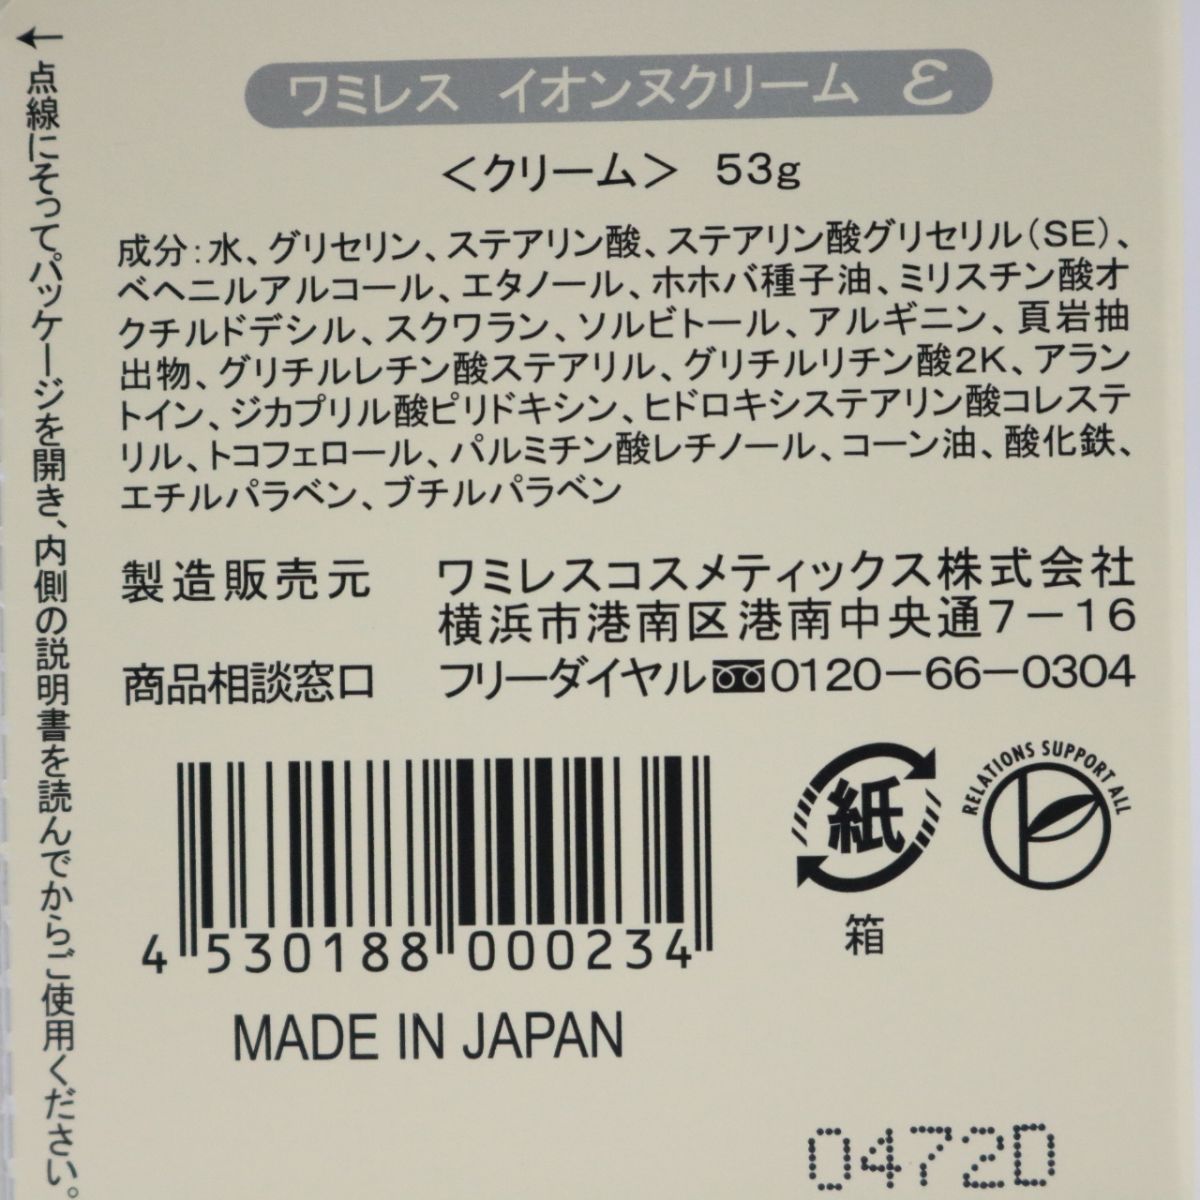 ←点線にそってパッケージを開き、内側の説明書を読んでからご使用ください。
ワミレス イオンヌクリーム ε
＜クリーム＞ 53g
成分：水、グリセリン、ステアリン酸、ステアリン酸グリセリル（SE）、
ベヘニルアルコール、エタノール、ホホバ種子油、ミリスチン酸オ
クチルドデシル、スクワラン、ソルビトール、アルギニン、頁岩抽
出物、グリチルレチン酸ステアリル、グリチルリチン酸2K、アラン
トイン、ジカプリル酸ピリドキシン、ヒドロキシステアリン酸コレステ
リル、トコフェロール、パルミチン酸レチノール、コーン油、酸化鉄、
エチルパラベン、ブチルパラベン
製造販売元 ワミレスコスメティックス株式会社
横浜市港南区港南中央通7－16
商品相談窓口 フリーダイヤル 0120－66－0304
紙
箱
RELATIONS SUPPORT ALL
4 530188 000234
MADE IN JAPAN
0472D